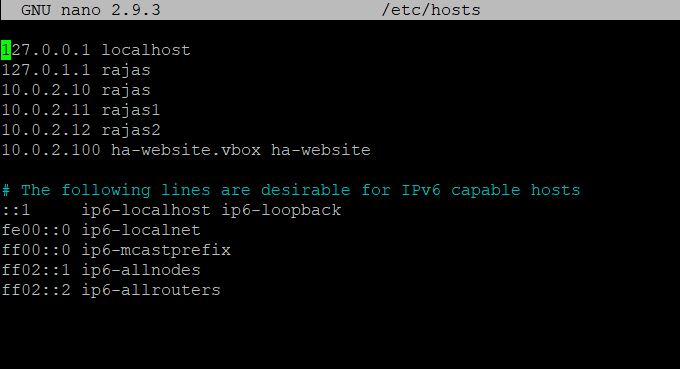 GNU nano 2.9.3 /etc/hosts
127.0.0.1 localhost
127.0.1.1 rajas
10.0.2.10 rajas
10.0.2.11 rajas1
10.0.2.12 rajas2
10.0.2.100 ha-website.vbox ha-website
# The following lines are desirable for IPv6 capable hosts
::1     ip6-localhost ip6-loopback
fe00::0 ip6-localnet
ff00::0 ip6-mcastprefix
ff02::1 ip6-allnodes
ff02::2 ip6-allrouters